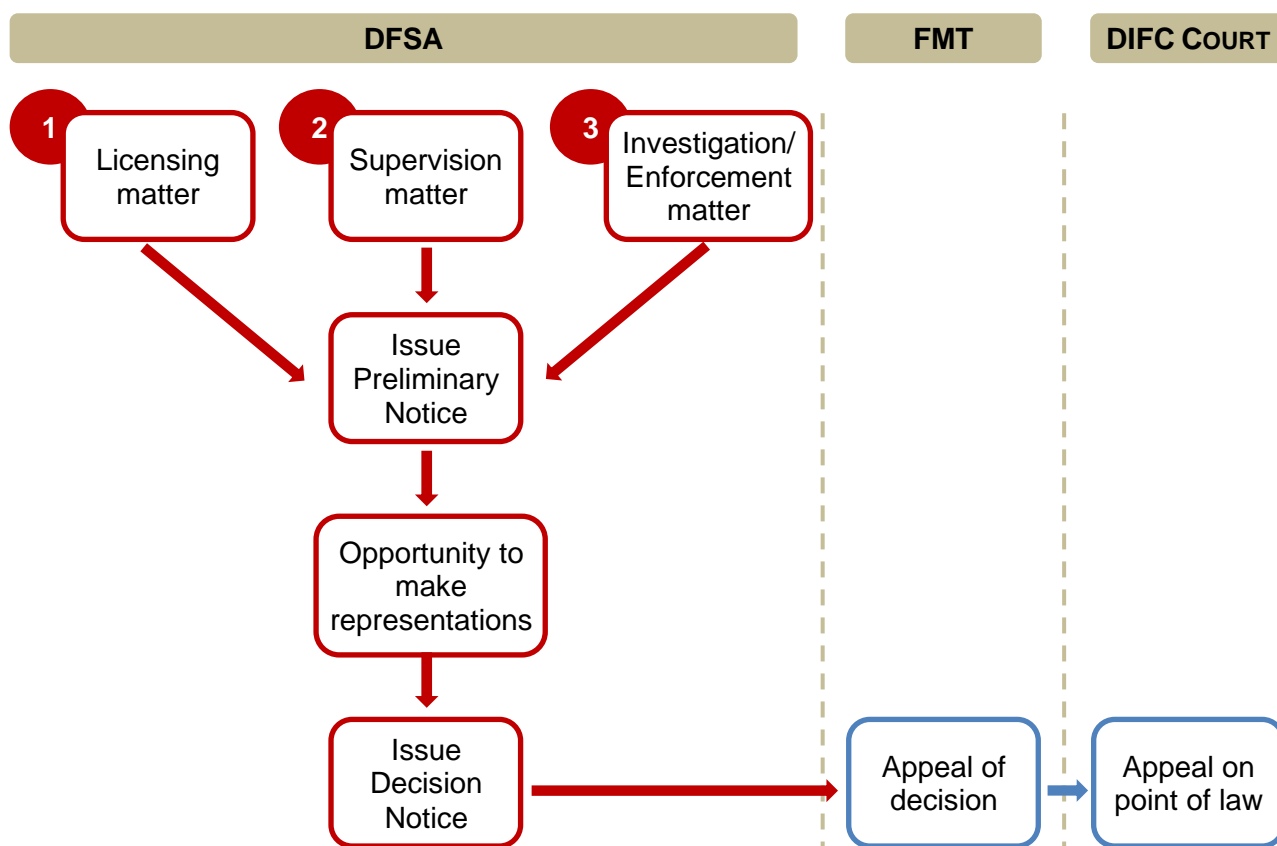 DFSA
FMT
DIFC COURT
1
Licensing
matter
2
Supervision
matter
3
Investigation/
Enforcement
matter
Issue
Preliminary
Notice
Opportunity to
make
representations
Issue
Decision
Notice
Appeal of
decision
Appeal on
point of law